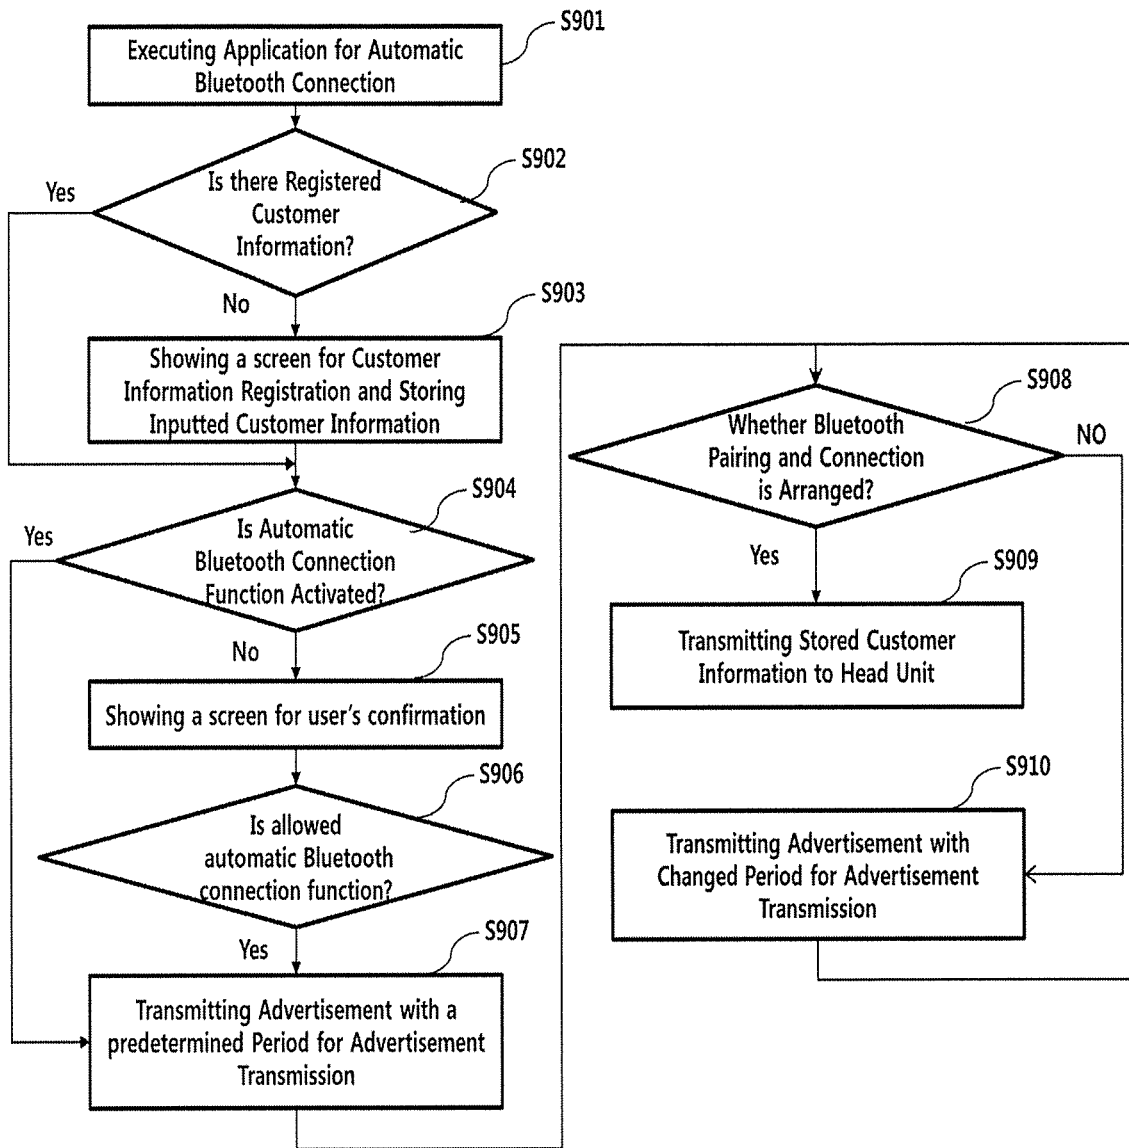 S901
Executing Application for Automatic
Bluetooth Connection
S902
Is there Registered
Customer
Information?
Yes
No
S903
Showing a screen for Customer
Information Registration and Storing
Inputted Customer Information
S904
Is Automatic
Bluetooth Connection
Function Activated?
Yes
No
S905
Showing a screen for user's confirmation
S906
Is allowed
automatic Bluetooth
connection function?
Yes
S907
Transmitting Advertisement with a
predetermined Period for Advertisement
Transmission
S908
Whether Bluetooth
Pairing and Connection
is Arranged?
NO
Yes
S909
Transmitting Stored Customer
Information to Head Unit
S910
Transmitting Advertisement with
Changed Period for Advertisement
Transmission